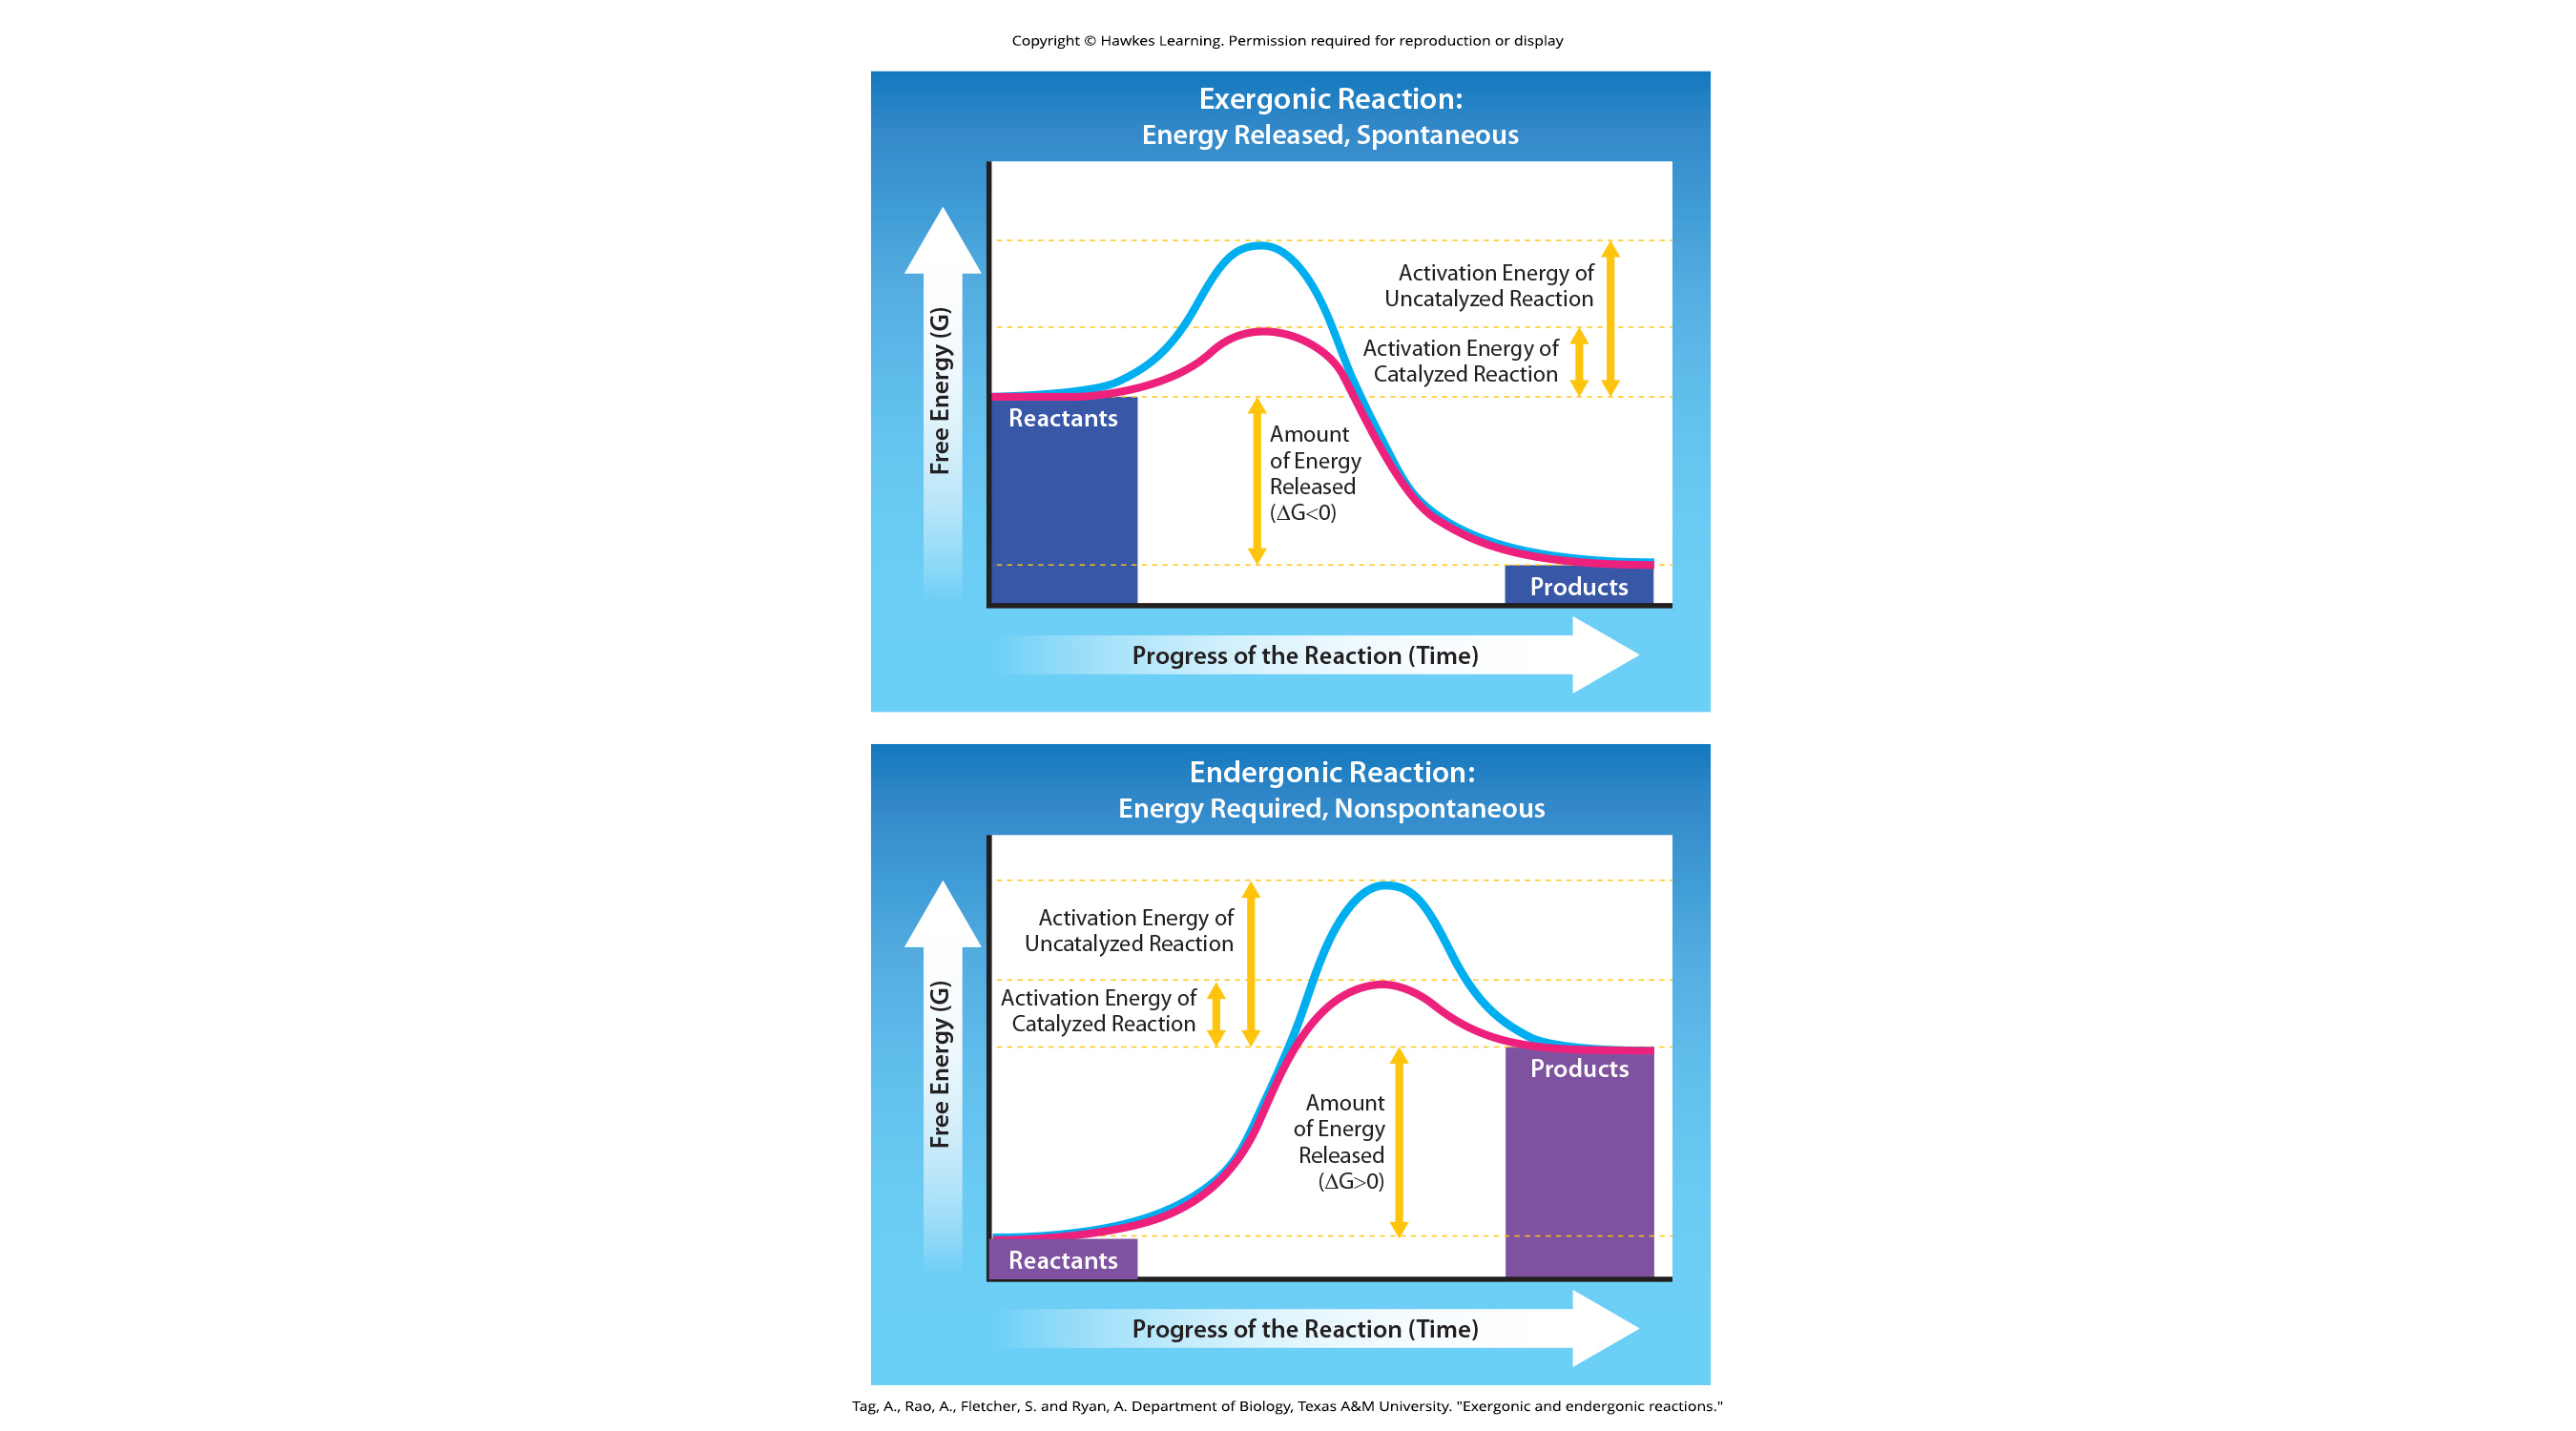 Copyright © Hawkes Learning. Permission required for reproduction or display
Exergonic Reaction:
Energy Released, Spontaneous
Free Energy (G)
Activation Energy of
Uncatalyzed Reaction
Activation Energy of
Catalyzed Reaction
Reactants
Amount
of Energy
Released
(ΔG<0)
Products
Progress of the Reaction (Time)
Endergonic Reaction:
Energy Required, Nonspontaneous
Free Energy (G)
Activation Energy of
Uncatalyzed Reaction
Activation Energy of
Catalyzed Reaction
Products
Amount
of Energy
Released
(ΔG>0)
Reactants
Progress of the Reaction (Time)
Tag, A., Rao, A., Fletcher, S. and Ryan, A. Department of Biology, Texas A&M University. "Exergonic and endergonic reactions."